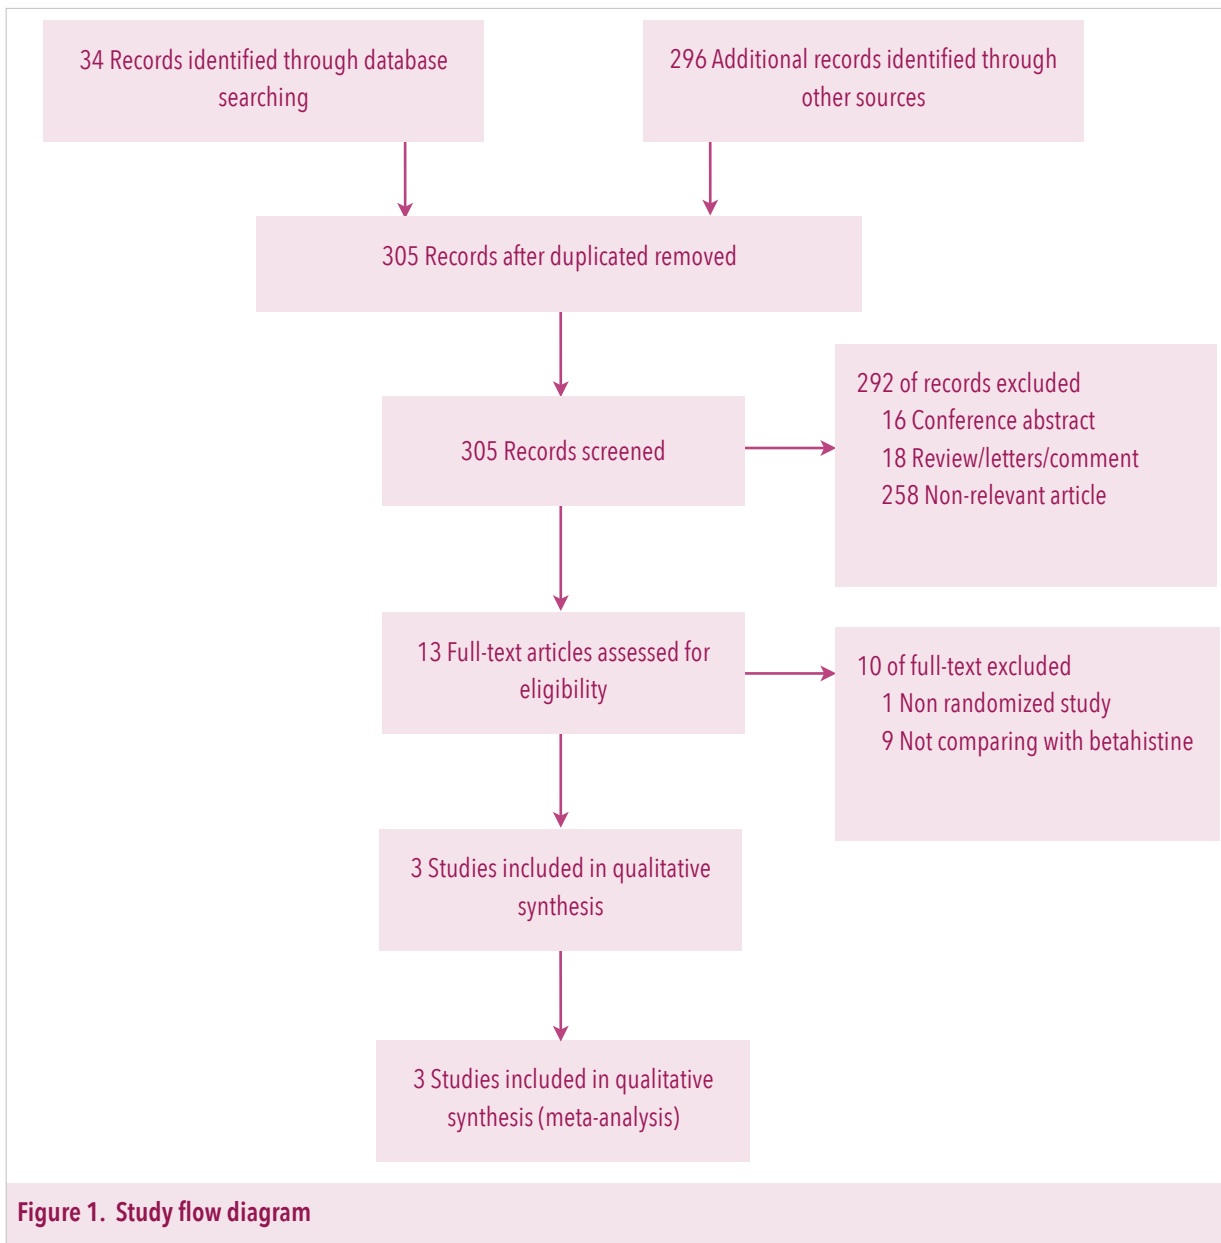 34 Records identified through database
searching
296 Additional records identified through
other sources
305 Records after duplicated removed
305 Records screened
292 of records excluded
16 Conference abstract
18 Review/letters/comment
258 Non-relevant article
13 Full-text articles assessed for
eligibility
10 of full-text excluded
1 Non randomized study
9 Not comparing with betahistine
3 Studies included in qualitative
synthesis
3 Studies included in qualitative
synthesis (meta-analysis)
Figure 1. Study flow diagram